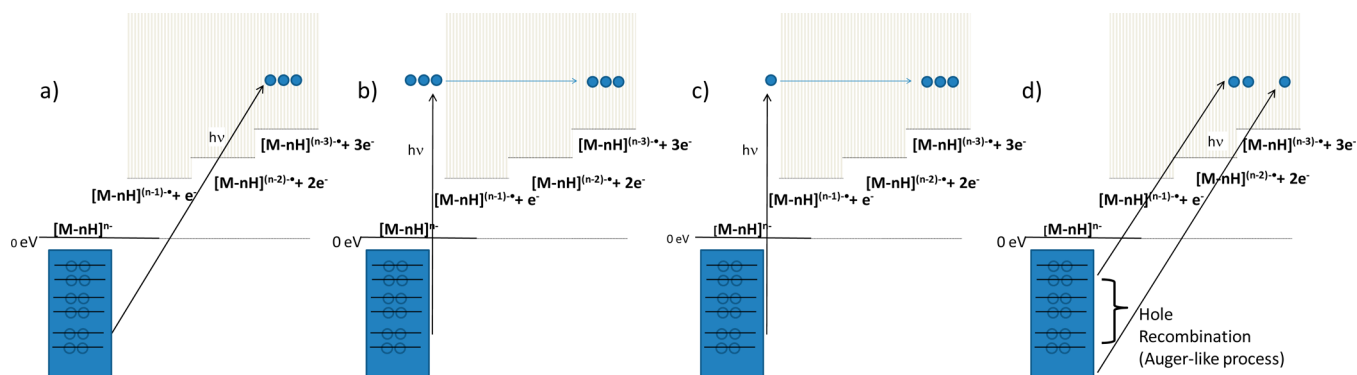 a)
hν
[M-nH]⁽ⁿ⁻³⁾⁻• + 3e⁻
[M-nH]⁽ⁿ⁻²⁾⁻• + 2e⁻
[M-nH]⁽ⁿ⁻¹⁾⁻• + e⁻
[M-nH]ⁿ⁻
0 eV
b)
hν
[M-nH]⁽ⁿ⁻³⁾⁻• + 3e⁻
[M-nH]⁽ⁿ⁻²⁾⁻• + 2e⁻
[M-nH]⁽ⁿ⁻¹⁾⁻• + e⁻
[M-nH]ⁿ⁻
0 eV
c)
hν
[M-nH]⁽ⁿ⁻³⁾⁻• + 3e⁻
[M-nH]⁽ⁿ⁻²⁾⁻• + 2e⁻
[M-nH]⁽ⁿ⁻¹⁾⁻• + e⁻
[M-nH]ⁿ⁻
0 eV
d)
hν
[M-nH]⁽ⁿ⁻³⁾⁻• + 3e⁻
[M-nH]⁽ⁿ⁻²⁾⁻• + 2e⁻
[M-nH]⁽ⁿ⁻¹⁾⁻• + e⁻
[M-nH]ⁿ⁻
0 eV
Hole
Recombination
(Auger-like process)